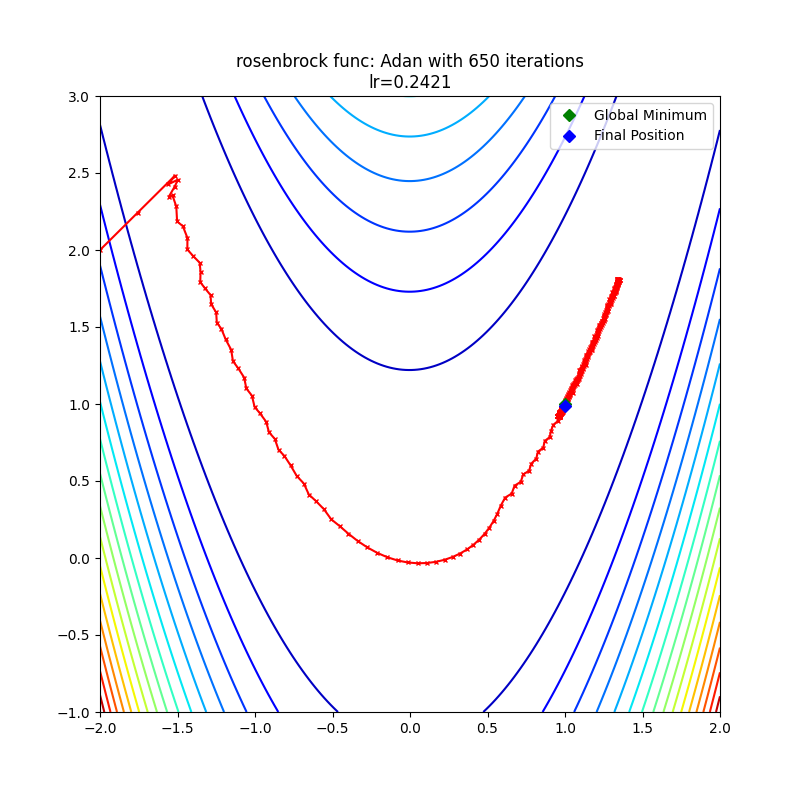 rosenbrock func: Adan with 650 iterations
lr=0.2421
Global Minimum
Final Position
3.0
2.5
2.0
1.5
1.0
0.5
0.0
−0.5
−1.0
−2.0 −1.5 −1.0 −0.5 0.0 0.5 1.0 1.5 2.0